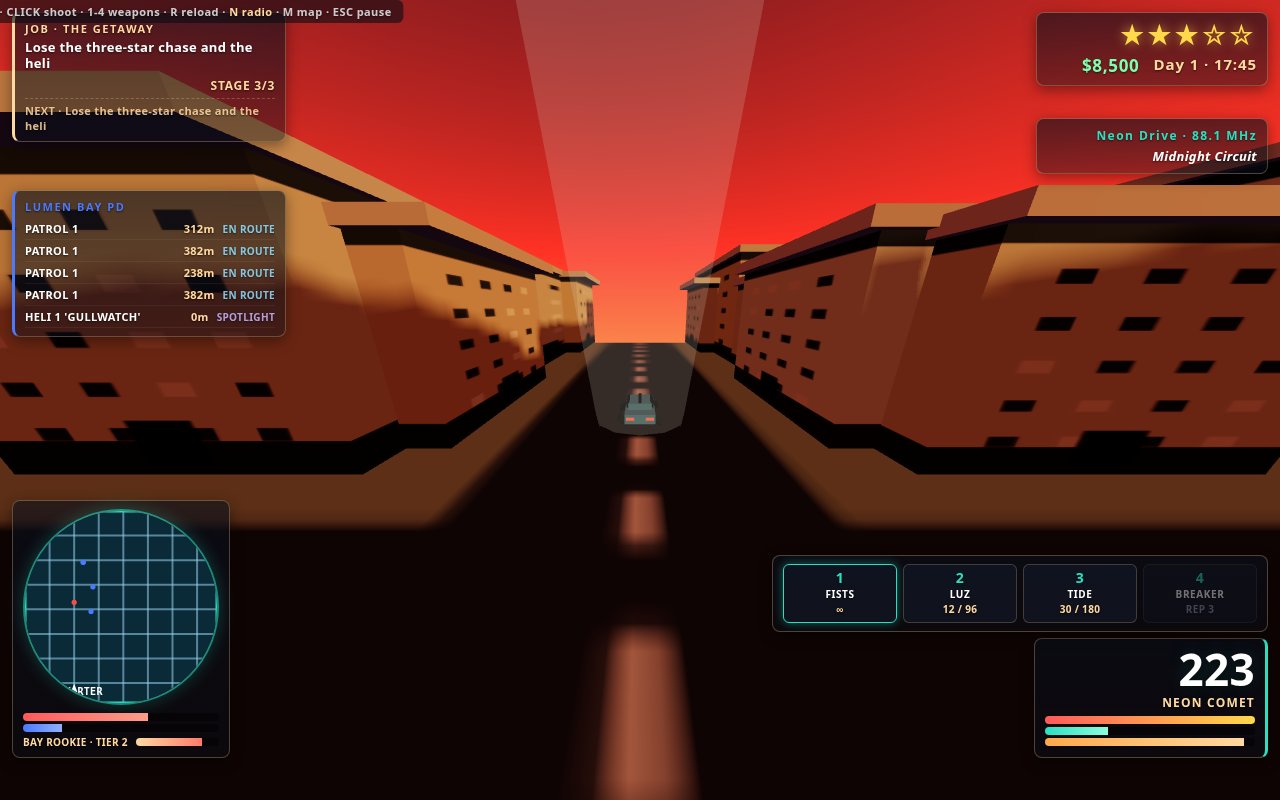 · CLICK shoot · 1-4 weapons · R reload · N radio · M map · ESC pause
JOB · THE GETAWAY
Lose the three-star chase and the
heli
STAGE 3/3
NEXT · Lose the three-star chase and the
heli
LUMEN BAY PD
PATROL 1 312m EN ROUTE
PATROL 1 382m EN ROUTE
PATROL 1 238m EN ROUTE
PATROL 1 382m EN ROUTE
HELI 1 'GULLWATCH' 0m SPOTLIGHT
★★★☆☆
$8,500 Day 1 · 17:45
Neon Drive · 88.1 MHz
Midnight Circuit
BAY ROOKIE · TIER 2
1 2 3 4
FISTS LUZ TIDE BREAKER
∞ 12 / 96 30 / 180 REP 3
223
NEON COMET